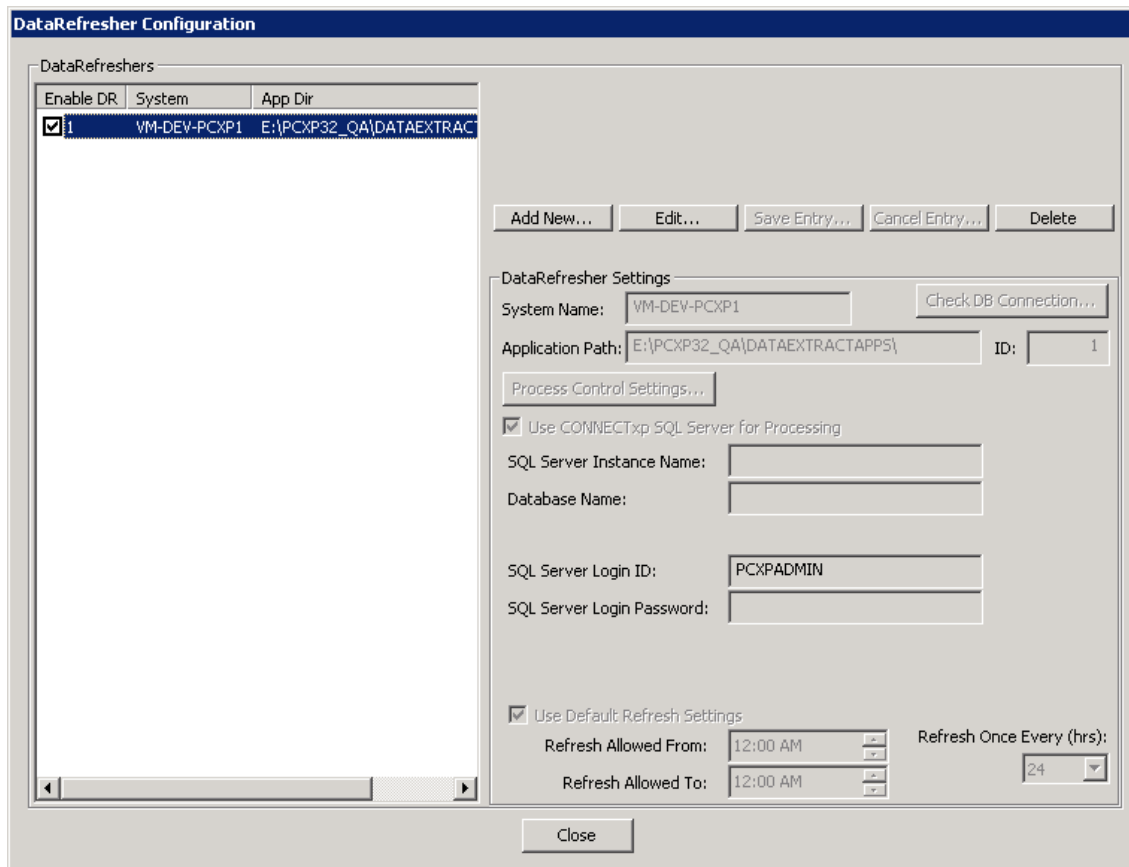 DataRefresher Configuration
DataRefreshers
Enable DR System App Dir
1 VM-DEV-PCXP1 E:\PCXP32_QA\DATAEXTRACT
Add New... Edit... Save Entry... Cancel Entry... Delete
DataRefresher Settings
System Name: VM-DEV-PCXP1 Check DB Connection...
Application Path: E:\PCXP32_QA\DATAEXTRACTAPPS\ ID: 1
Process Control Settings...
Use CONNECTxp SQL Server for Processing
SQL Server Instance Name:
Database Name:
SQL Server Login ID: PCXPADMIN
SQL Server Login Password:
Use Default Refresh Settings
Refresh Allowed From: 12:00 AM Refresh Once Every (hrs):
Refresh Allowed To: 12:00 AM 24
Close